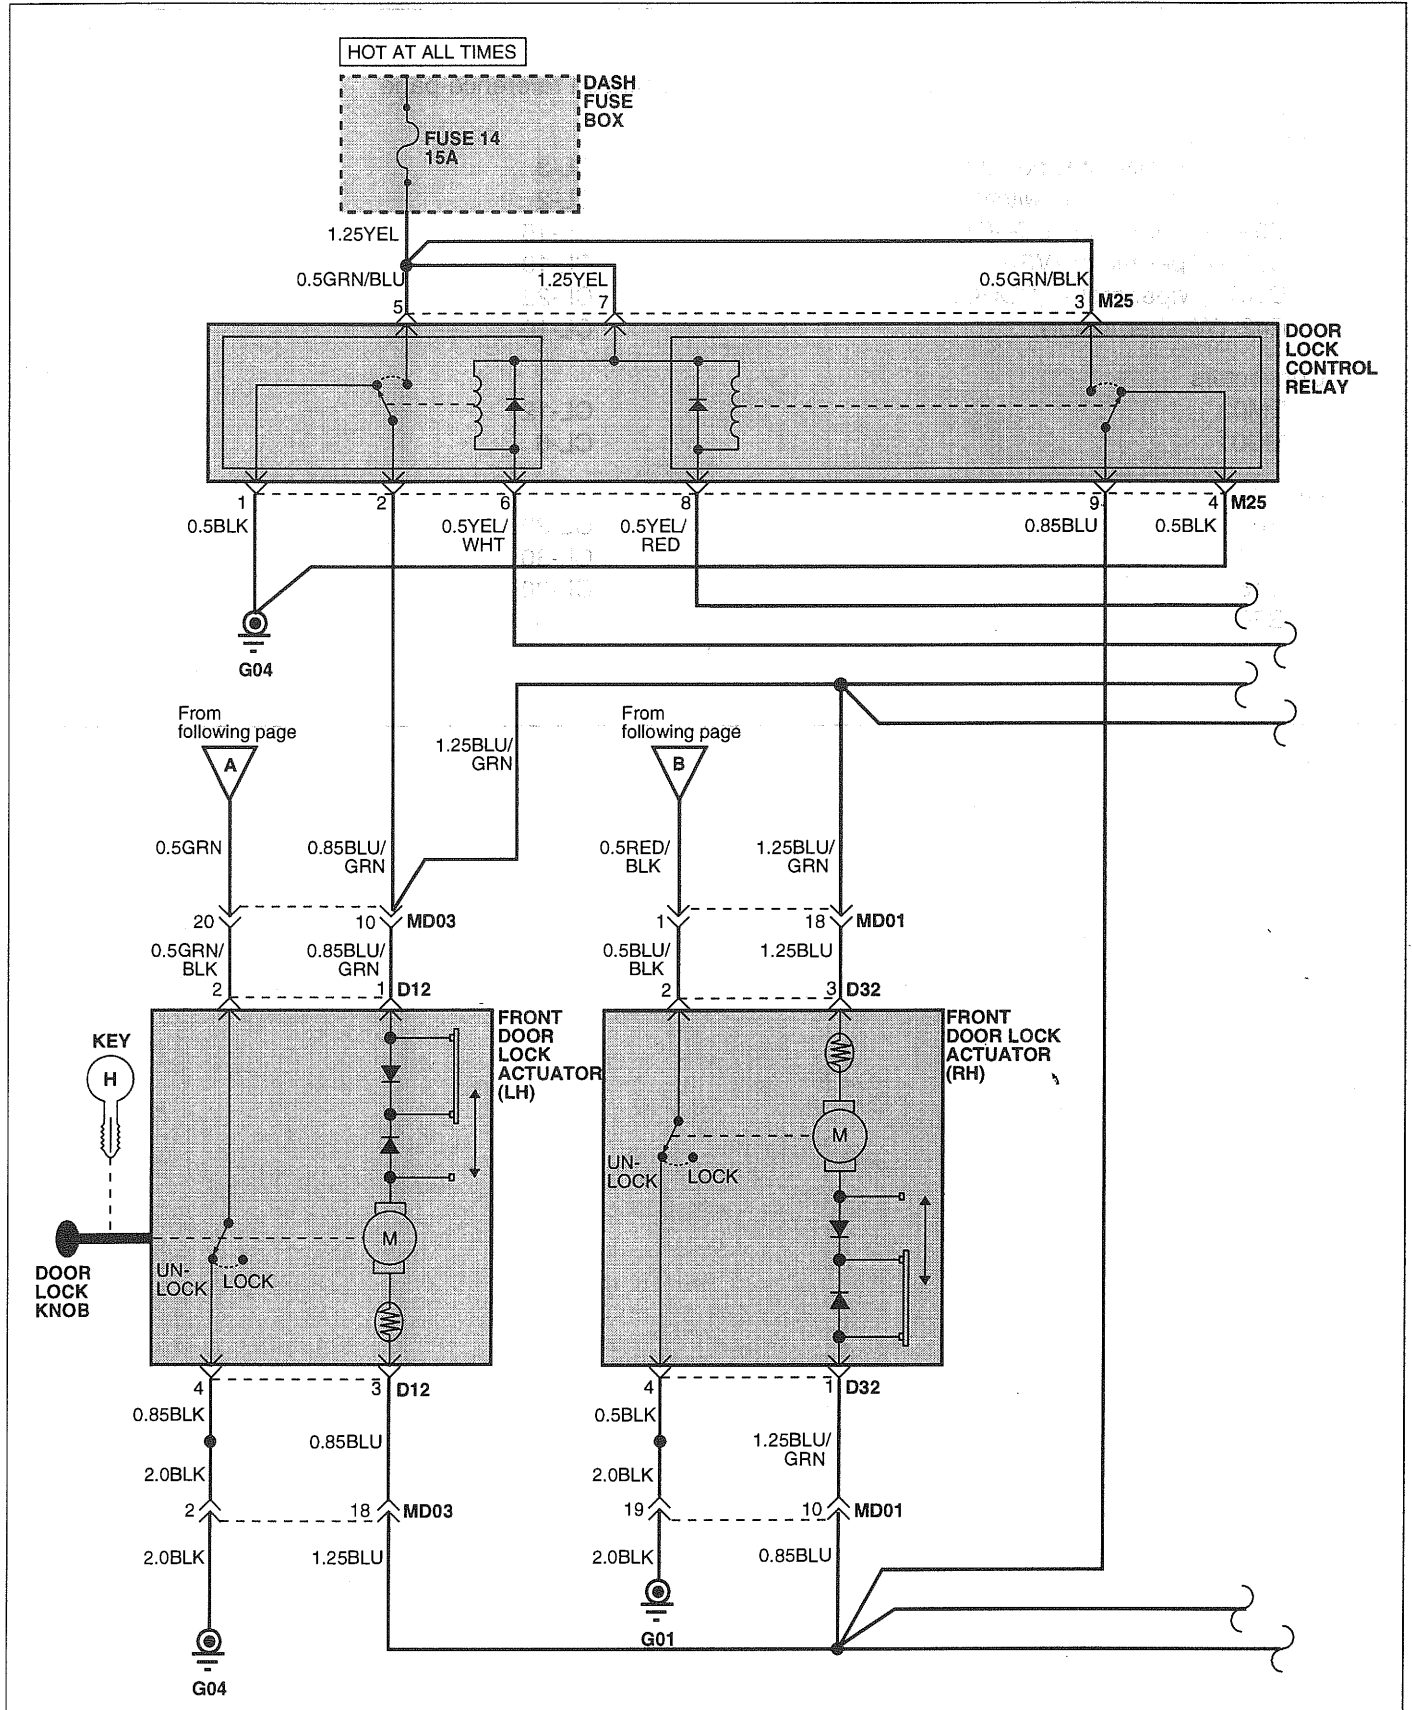 HOT AT ALL TIMES
DASH
FUSE
BOX
FUSE 14
15A
1.25YEL
0.5GRN/BLU
1.25YEL
0.5GRN/BLK
5
7
3
M25
DOOR
LOCK
CONTROL
RELAY
1
2
6
8
9
4
M25
0.5BLK
0.5YEL/
WHT
0.5YEL/
RED
0.85BLU
0.5BLK
G04
From
following page
A
From
following page
B
1.25BLU/
GRN
0.5GRN
0.85BLU/
GRN
0.5RED/
BLK
1.25BLU/
GRN
20
10
MD03
1
18
MD01
0.5GRN/
BLK
0.85BLU/
GRN
0.5BLU/
BLK
1.25BLU
2
1
D12
2
3
D32
FRONT
DOOR
LOCK
ACTUATOR
(LH)
FRONT
DOOR LOCK
ACTUATOR
(RH)
KEY
H
M
UN-
LOCK
LOCK
M
UN-
LOCK
LOCK
DOOR
LOCK
KNOB
4
3
D12
4
1
D32
0.85BLK
0.85BLU
0.5BLK
1.25BLU/
GRN
2.0BLK
2.0BLK
2
18
MD03
19
10
MD01
2.0BLK
1.25BLU
2.0BLK
0.85BLU
G01
G04